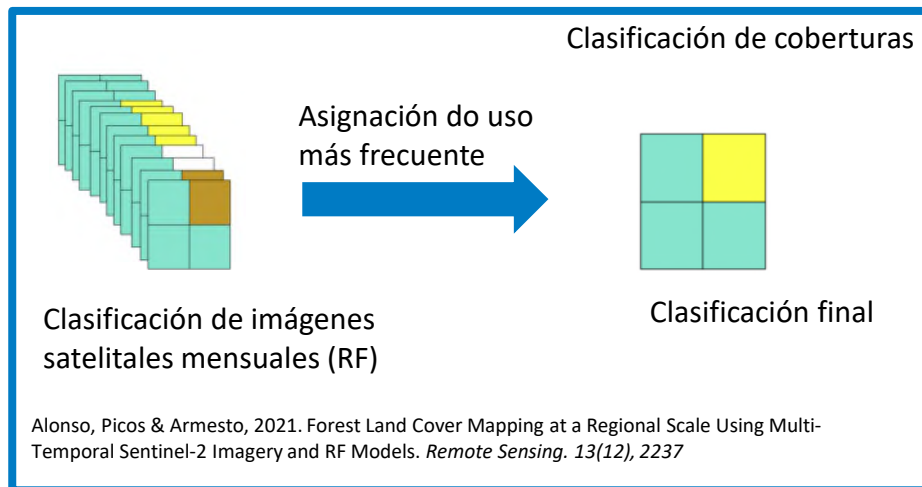 Clasificación de coberturas
Asignación do uso
más frecuente
Clasificación de imágenes
satelitales mensuales (RF)
Clasificación final
Alonso, Picos & Armesto, 2021. Forest Land Cover Mapping at a Regional Scale Using Multi-
Temporal Sentinel-2 Imagery and RF Models. Remote Sensing. 13(12), 2237